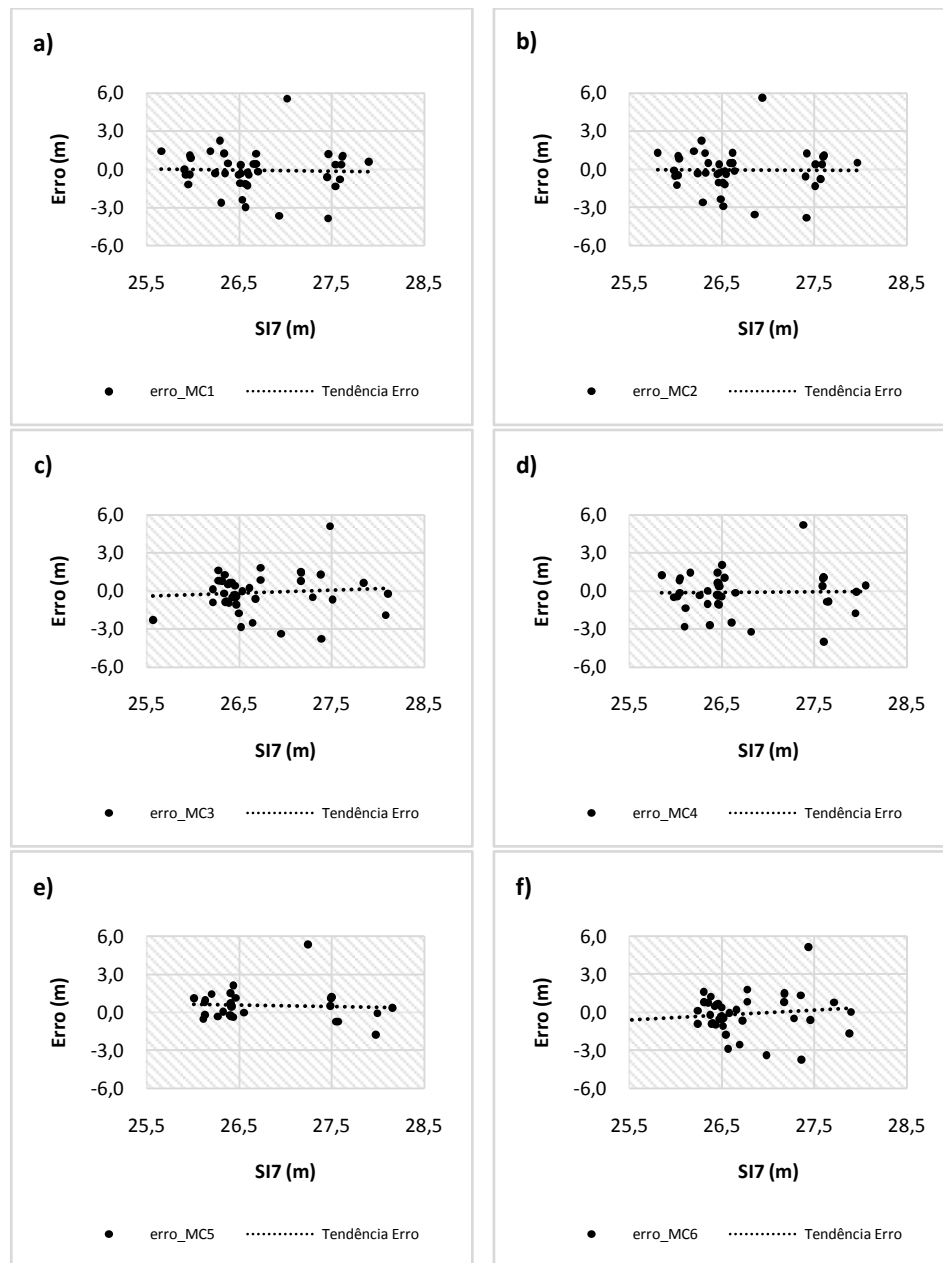 a)
6,0
3,0
0,0
-3,0
-6,0
Erro (m)
25,5 26,5 27,5 28,5
SI7 (m)
erro_MC1 Tendência Erro
b)
6,0
3,0
0,0
-3,0
-6,0
Erro (m)
25,5 26,5 27,5 28,5
SI7 (m)
erro_MC2 Tendência Erro
c)
6,0
3,0
0,0
-3,0
-6,0
Erro (m)
25,5 26,5 27,5 28,5
SI7 (m)
erro_MC3 Tendência Erro
d)
6,0
3,0
0,0
-3,0
-6,0
Erro (m)
25,5 26,5 27,5 28,5
SI7 (m)
erro_MC4 Tendência Erro
e)
6,0
3,0
0,0
-3,0
-6,0
Erro (m)
25,5 26,5 27,5 28,5
SI7 (m)
erro_MC5 Tendência Erro
f)
6,0
3,0
0,0
-3,0
-6,0
Erro (m)
25,5 26,5 27,5 28,5
SI7 (m)
erro_MC6 Tendência Erro